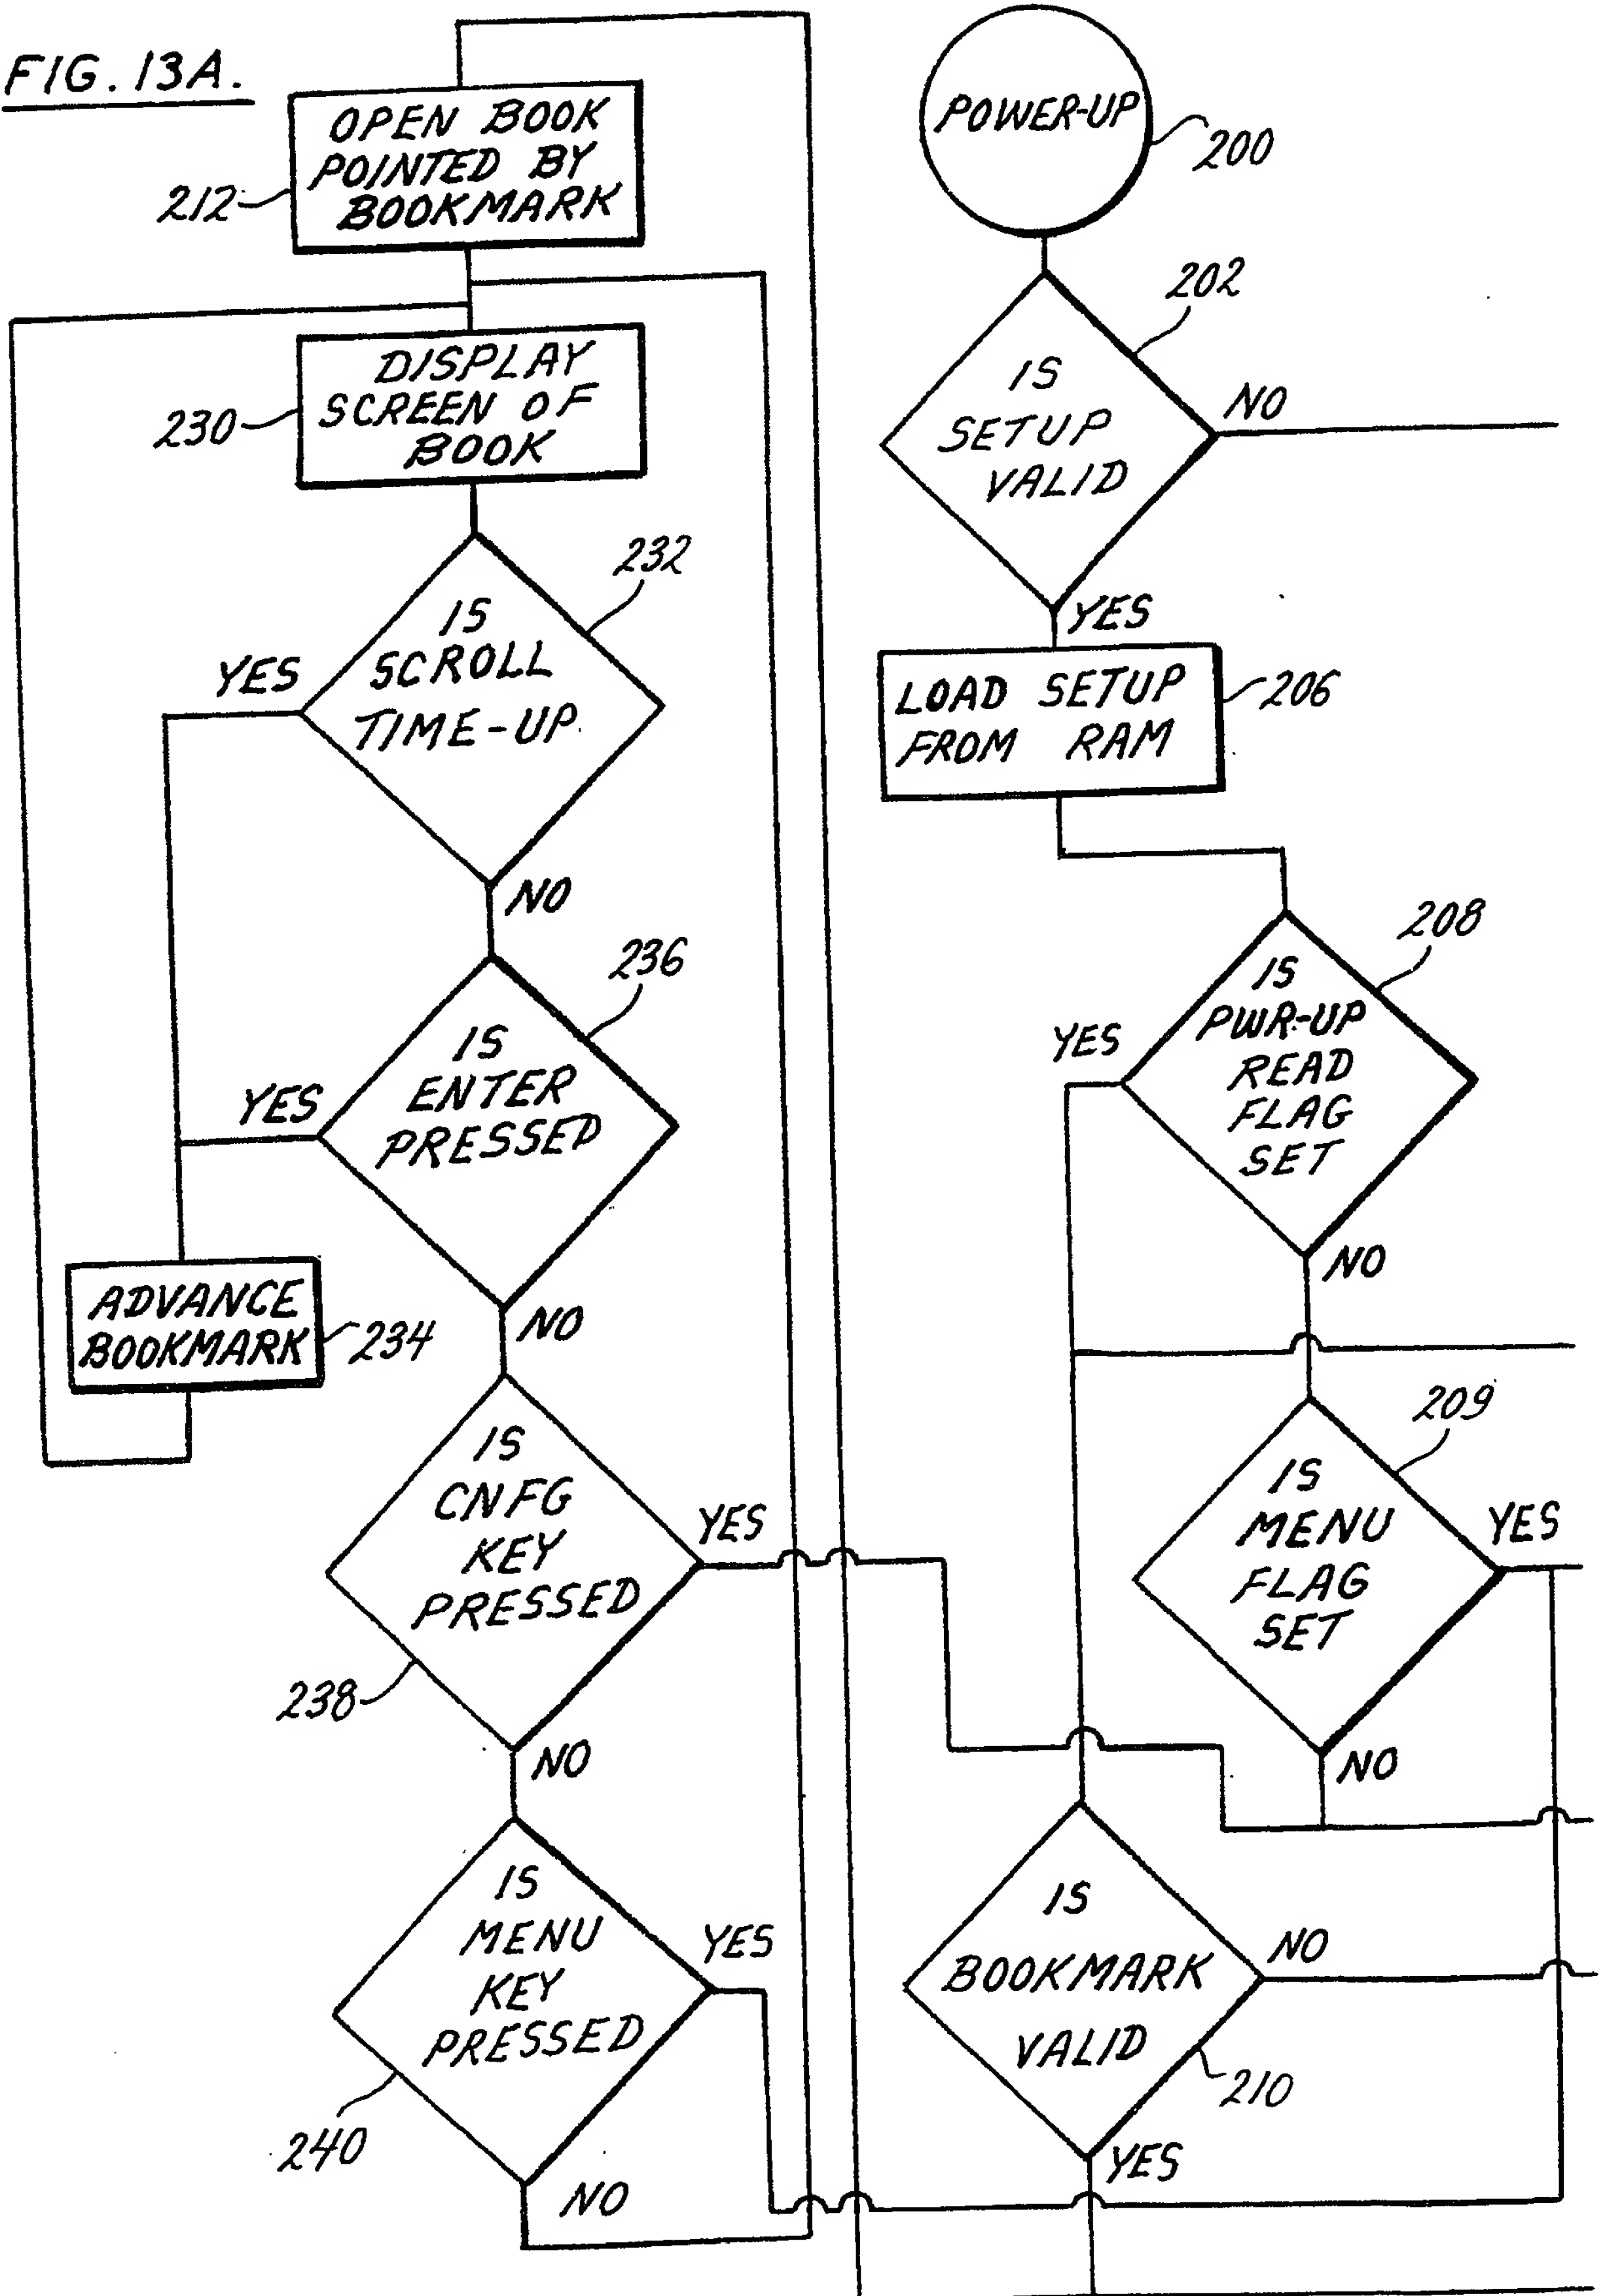 FIG. 13A.
OPEN BOOK
POINTED BY
BOOKMARK
212
DISPLAY
SCREEN OF
BOOK
230
IS
SCROLL
TIME-UP
232
YES
NO
IS
ENTER
PRESSED
236
YES
NO
ADVANCE
BOOKMARK
234
IS
CNFG
KEY
PRESSED
238
YES
NO
IS
MENU
KEY
PRESSED
240
YES
NO
POWER-UP
200
IS
SETUP
VALID
202
NO
YES
LOAD SETUP
FROM RAM
206
IS
PWR-UP
READ
FLAG
SET
208
YES
NO
IS
MENU
FLAG
SET
209
YES
NO
IS
BOOKMARK
VALID
210
NO
YES